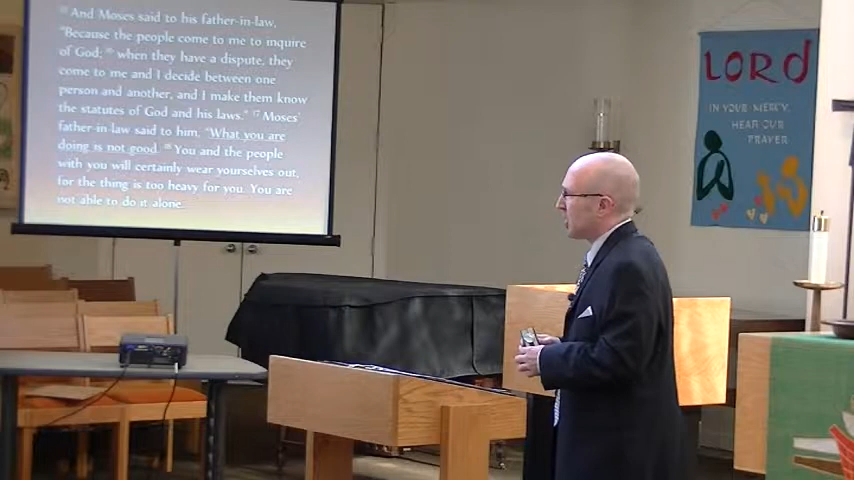 ¹⁵ And Moses said to his father-in-law,
"Because the people come to me to inquire
of God; ¹⁶ when they have a dispute, they
come to me and I decide between one
person and another, and I make them know
the statutes of God and his laws." ¹⁷ Moses'
father-in-law said to him, "What you are
doing is not good. ¹⁸ You and the people
with you will certainly wear yourselves out,
for the thing is too heavy for you. You are
not able to do it alone.
LORD
IN YOUR MERCY,
HEAR OUR
PRAYER